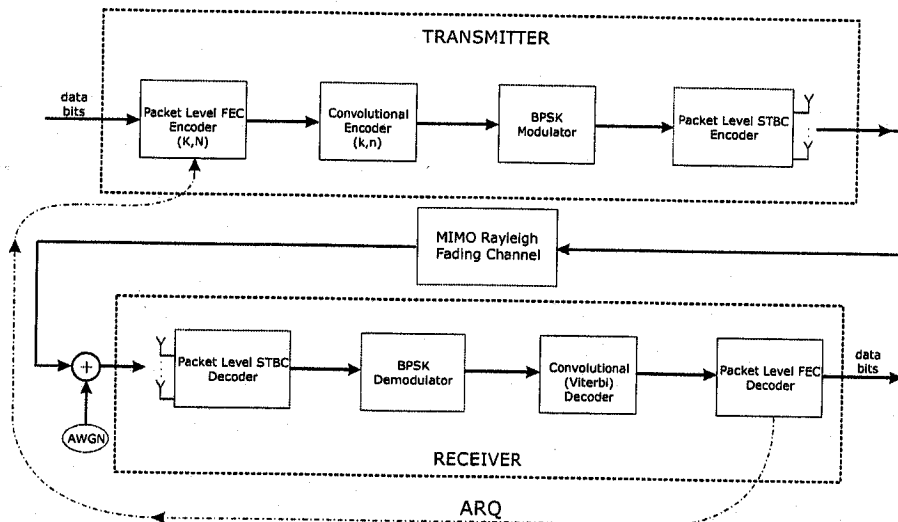 TRANSMITTER
data
bits
Packet Level FEC
Encoder
(K,N)
Convolutional
Encoder
(k,n)
BPSK
Modulator
Packet Level STBC
Encoder
MIMO Rayleigh
Fading Channel
Packet Level STBC
Decoder
BPSK
Demodulator
Convolutional
(Viterbi)
Decoder
Packet Level FEC
Decoder
data
bits
+
AWGN
RECEIVER
ARQ